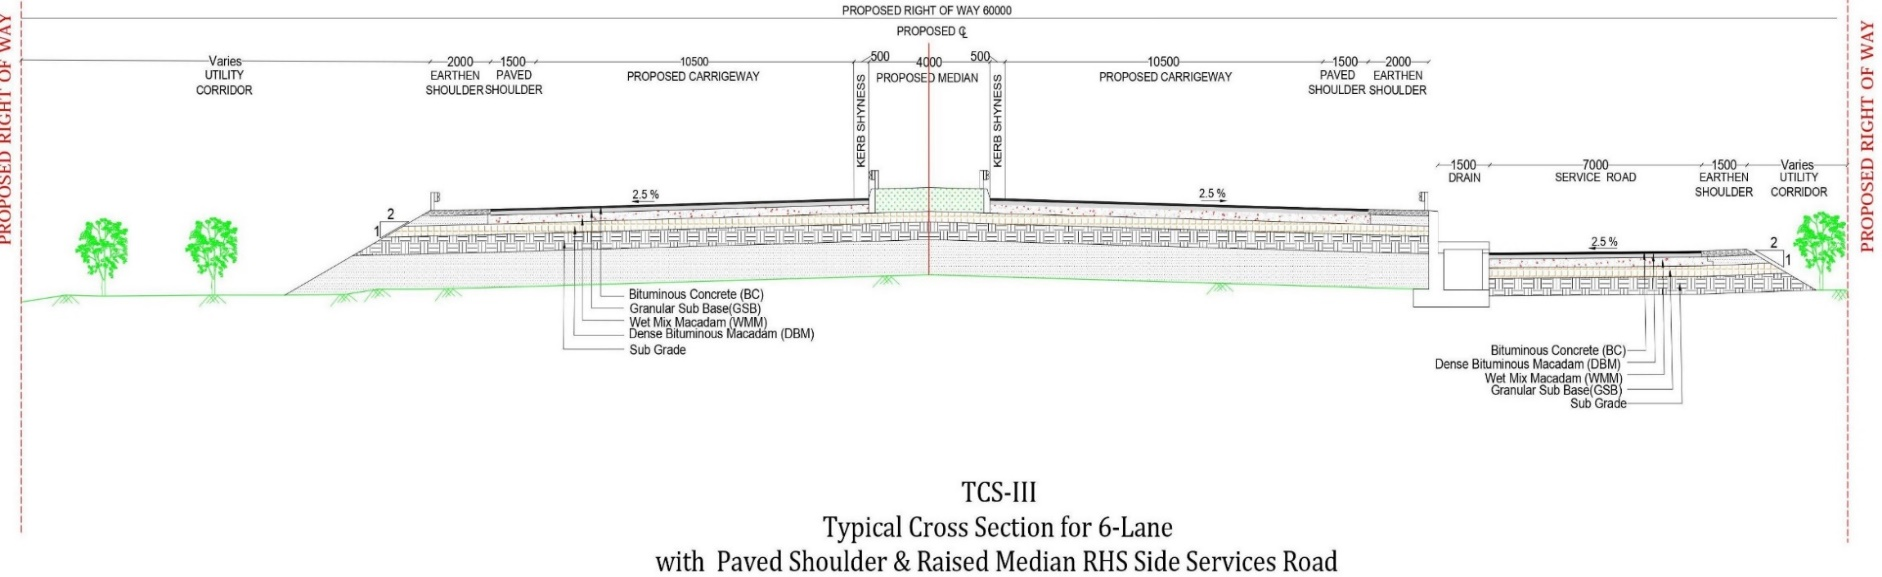 PROPOSED RIGHT OF WAY 60000
PROPOSED ℄
PROPOSED RIGHT OF WAY
Varies
UTILITY
CORRIDOR
2000
EARTHEN
SHOULDER
1500
PAVED
SHOULDER
10500
PROPOSED CARRIGEWAY
500
KERB SHYNESS
4000
PROPOSED MEDIAN
500
KERB SHYNESS
10500
PROPOSED CARRIGEWAY
1500
PAVED
SHOULDER
2000
EARTHEN
SHOULDER
1500
DRAIN
7000
SERVICE ROAD
1500
EARTHEN
SHOULDER
Varies
UTILITY
CORRIDOR
PROPOSED RIGHT OF WAY
2
1
2.5 %
2.5 %
2.5 %
2
1
Bituminous Concrete (BC)
Granular Sub Base(GSB)
Wet Mix Macadam (WMM)
Dense Bituminous Macadam (DBM)
Sub Grade
Bituminous Concrete (BC)
Dense Bituminous Macadam (DBM)
Wet Mix Macadam (WMM)
Granular Sub Base(GSB)
Sub Grade
TCS-III
Typical Cross Section for 6-Lane
with Paved Shoulder & Raised Median RHS Side Services Road